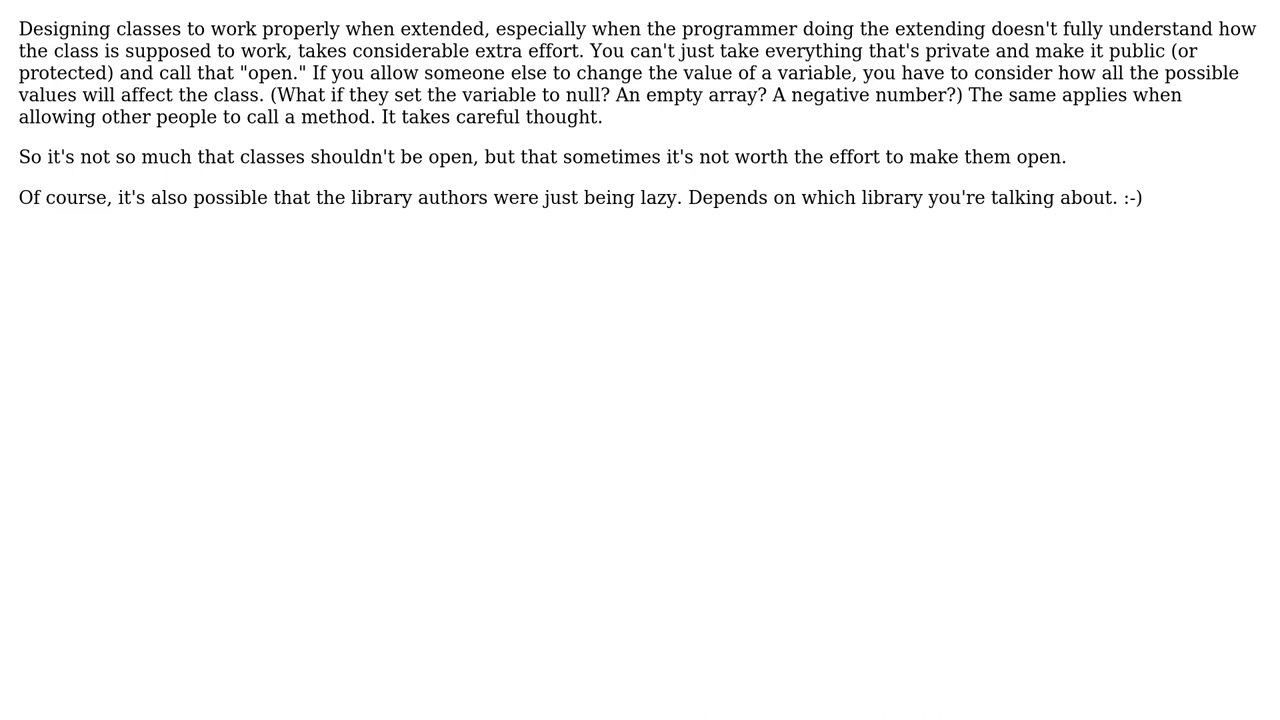 Designing classes to work properly when extended, especially when the programmer doing the extending doesn't fully understand how
the class is supposed to work, takes considerable extra effort. You can't just take everything that's private and make it public (or
protected) and call that "open." If you allow someone else to change the value of a variable, you have to consider how all the possible
values will affect the class. (What if they set the variable to null? An empty array? A negative number?) The same applies when
allowing other people to call a method. It takes careful thought.
So it's not so much that classes shouldn't be open, but that sometimes it's not worth the effort to make them open.
Of course, it's also possible that the library authors were just being lazy. Depends on which library you're talking about. :-)